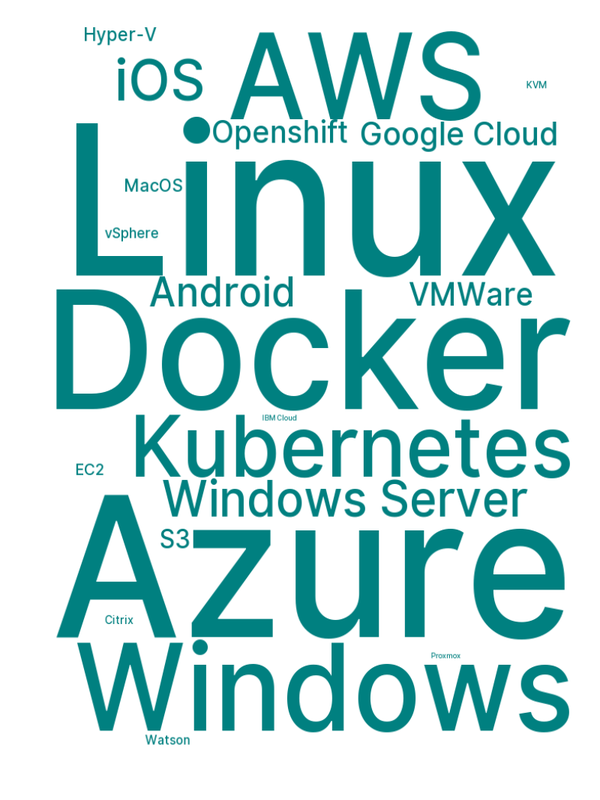 Hyper-V
iOS
AWS
KVM
Openshift
Google Cloud
Linux
MacOS
vSphere
Android
VMWare
Docker
IBM Cloud
Kubernetes
EC2
Windows Server
Azure
S3
Citrix
Windows
Proxmox
Watson